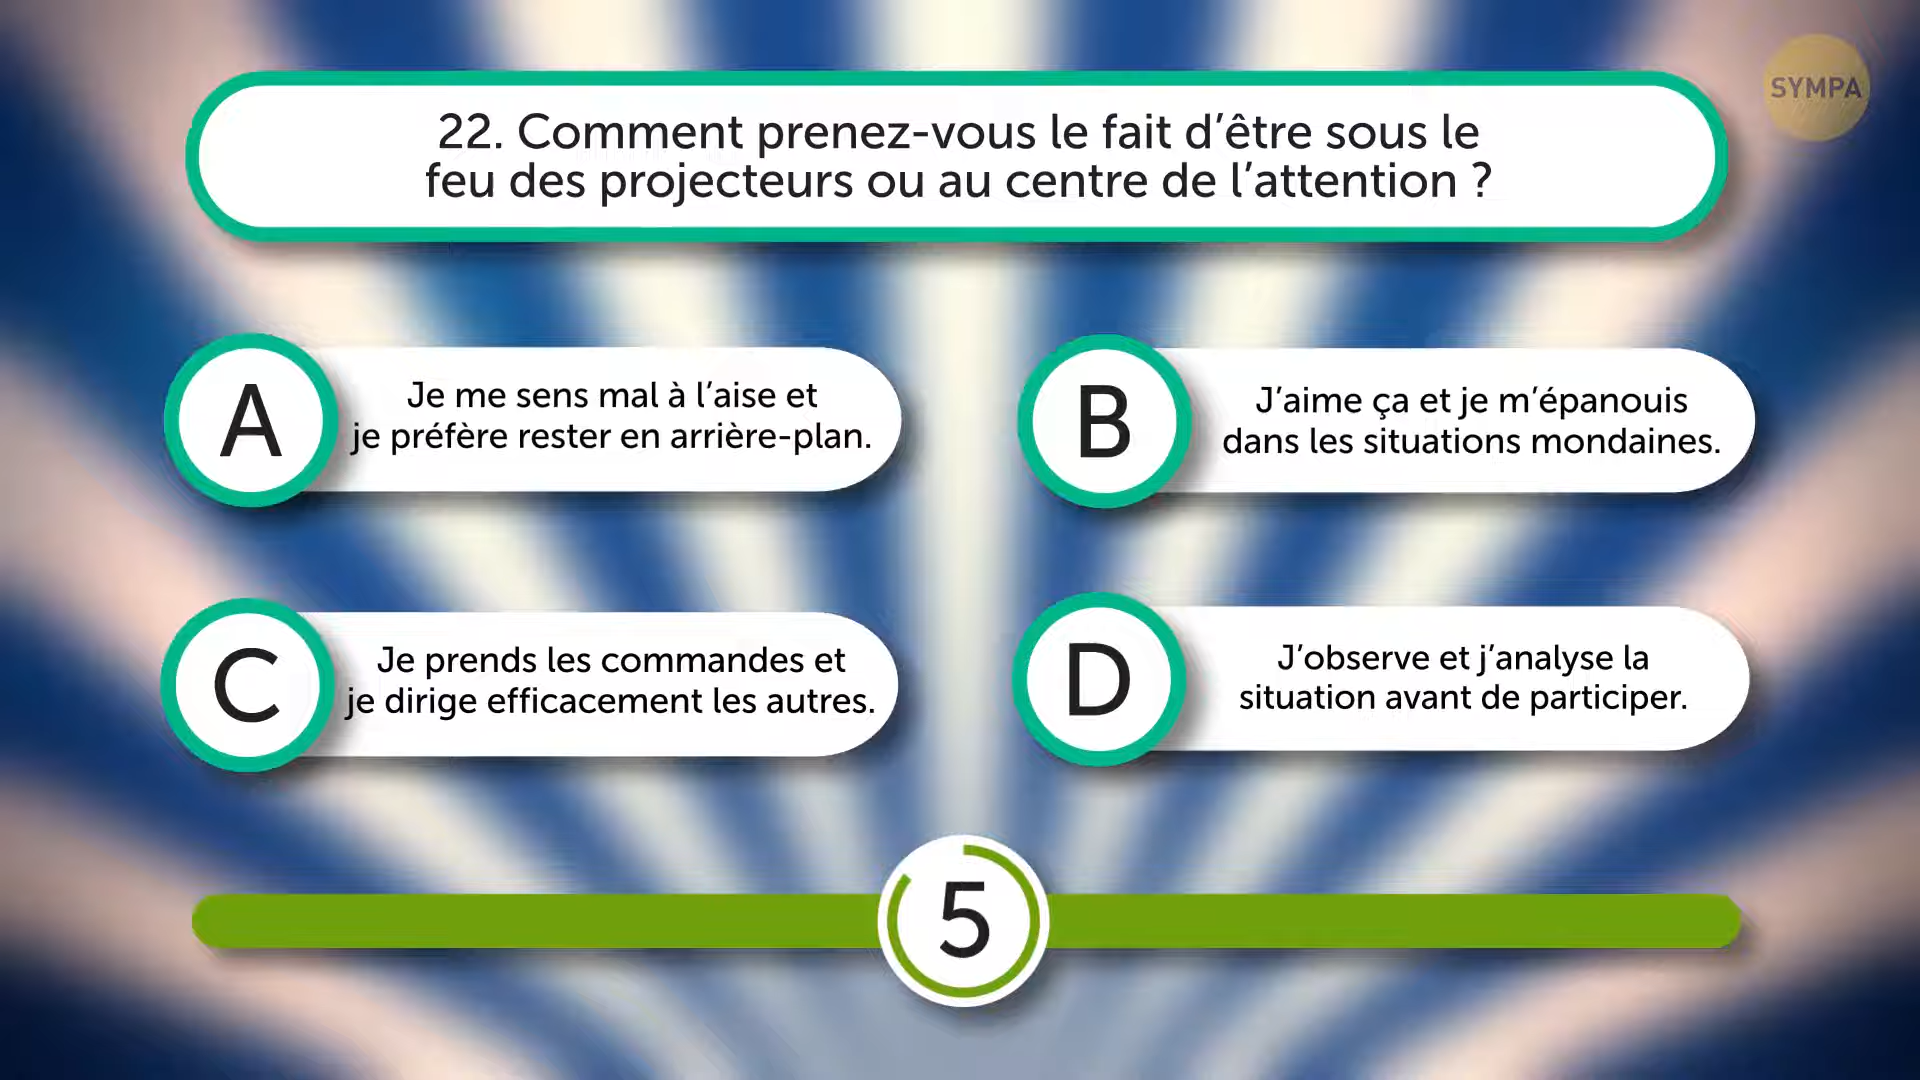 SYMPA
22. Comment prenez-vous le fait d’être sous le
feu des projecteurs ou au centre de l’attention ?
A
Je me sens mal à l’aise et
je préfère rester en arrière-plan.
B
J’aime ça et je m’épanouis
dans les situations mondaines.
C
Je prends les commandes et
je dirige efficacement les autres.
D
J’observe et j’analyse la
situation avant de participer.
5